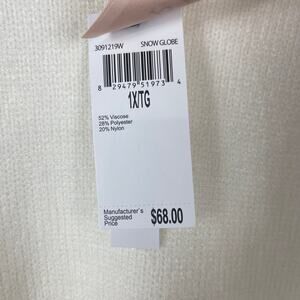 3091219W SNOW GLOBE
8 29479 51973 4
1X/TG
52% Viscose
28% Polyester
20% Nylon
Manufacturer's
Suggested
Price
$68.00